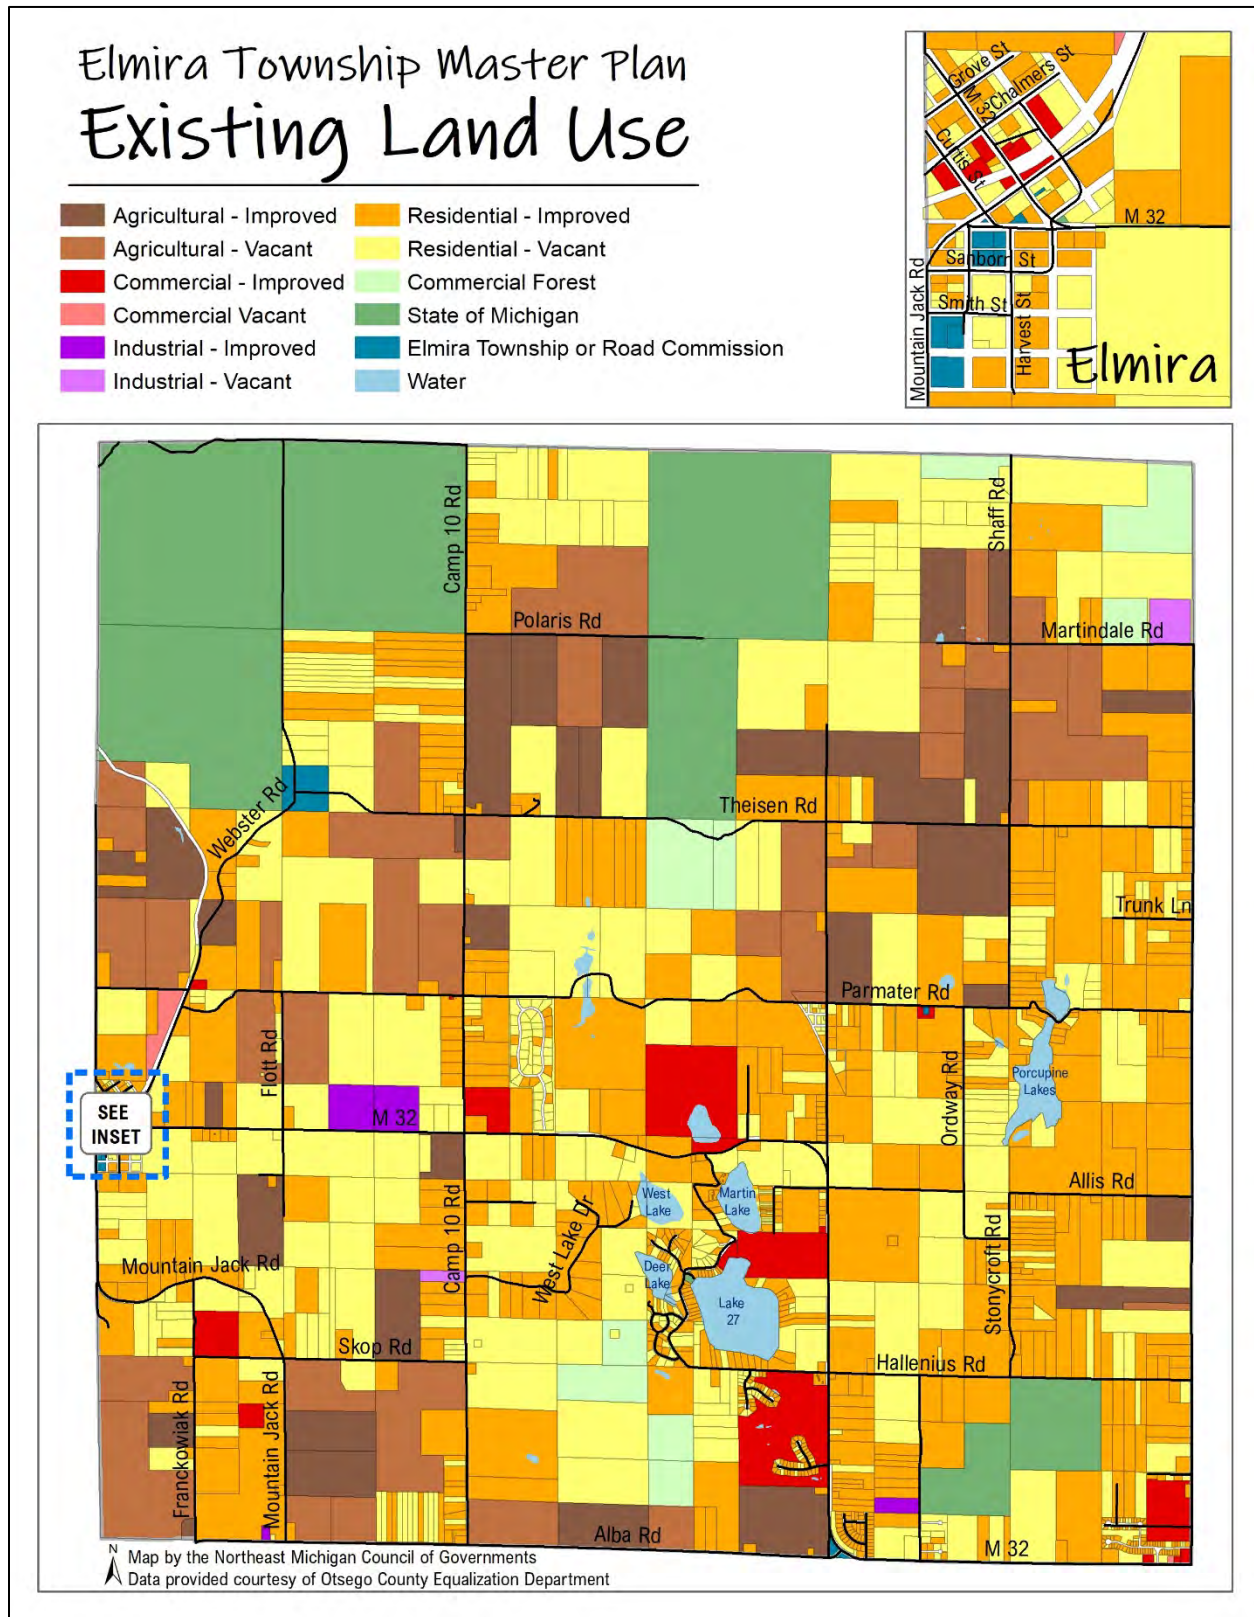 Elmira Township Master Plan
Existing Land Use
Agricultural - Improved
Agricultural - Vacant
Commercial - Improved
Commercial Vacant
Industrial - Improved
Industrial - Vacant
Residential - Improved
Residential - Vacant
Commercial Forest
State of Michigan
Elmira Township or Road Commission
Water
Grove St
M 32
Chalmers St
Curtis St
M 32
Sanborn St
Smith St
Mountain Jack Rd
Harvest St
Elmira
Camp 10 Rd
Shaff Rd
Polaris Rd
Martindale Rd
Webster Rd
Theisen Rd
Trunk Ln
Parmater Rd
Flott Rd
Ordway Rd
Porcupine
Lakes
SEE
INSET
M 32
Allis Rd
West
Lake
Martin
Lake
Camp 10 Rd
West Lake Dr
Stonycroft Rd
Mountain Jack Rd
Deer
Lake
Lake
27
Skop Rd
Hallenius Rd
Franckowiak Rd
Mountain Jack Rd
Alba Rd
M 32
N
Map by the Northeast Michigan Council of Governments
Data provided courtesy of Otsego County Equalization Department